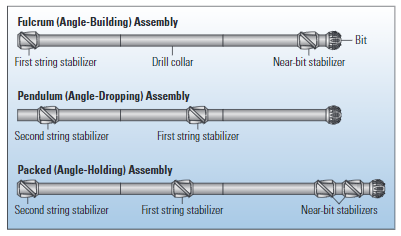 Fulcrum (Angle-Building) Assembly
Bit
First string stabilizer Drill collar Near-bit stabilizer
Pendulum (Angle-Dropping) Assembly
Second string stabilizer First string stabilizer
Packed (Angle-Holding) Assembly
Second string stabilizer First string stabilizer Near-bit stabilizers